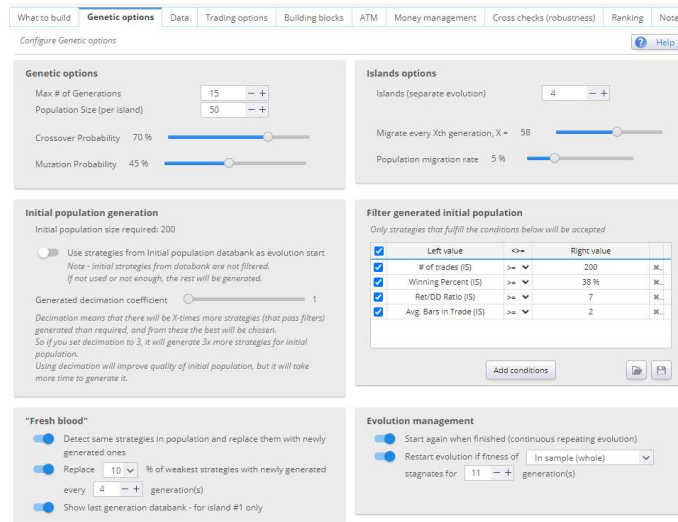 What to build Genetic options Data Trading options Building blocks ATM Money management Cross checks (robustness) Ranking Note
Configure Genetic options
Help
Genetic options
Max # of Generations 15 − +
Population Size (per island) 50 − +
Crossover Probability 70 %
Mutation Probability 45 %
Islands options
Islands (separate evolution) 4 − +
Migrate every Xth generation, X = 58
Population migration rate 5 %
Initial population generation
Initial population size required: 200
Use strategies from Initial population databank as evolution start
Note - initial strategies from databank are not filtered.
If not used or not enough, the rest will be generated.
Generated decimation coefficient 1
Decimation means that there will be X-times more strategies (that pass filters)
generated than required, and from these the best will be chosen.
So if you set decimation to 3, it will generate 3x more strategies for initial
population.
Using decimation will improve quality of initial population, but it will take
more time to generate it.
Filter generated initial population
Only strategies that fulfill the conditions below will be accepted
Left value <>= Right value
# of trades (IS) >= 200
Winning Percent (IS) >= 38 %
Ret/DD Ratio (IS) >= 7
Avg. Bars in Trade (IS) >= 2
Add conditions
"Fresh blood"
Detect same strategies in population and replace them with newly
generated ones
Replace 10 % of weakest strategies with newly generated
every 4 − + generation(s)
Show last generation databank - for island #1 only
Evolution management
Start again when finished (continuous repeating evolution)
Restart evolution if fitness of In sample (whole)
stagnates for 11 − + generation(s)